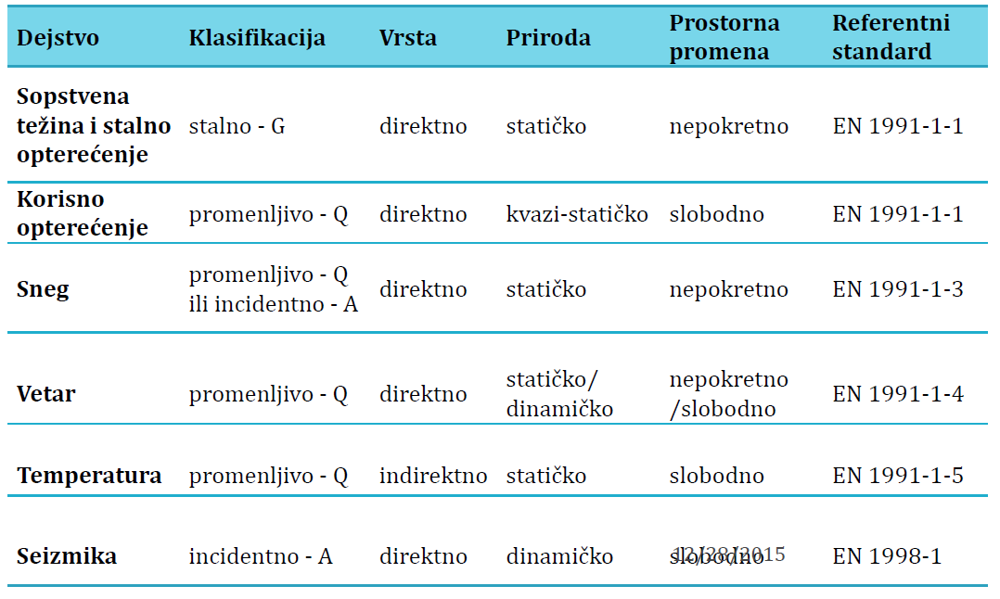 Dejstvo Klasifikacija Vrsta Priroda Prostorna promena Referentni standard
Sopstvena težina i stalno opterećenje stalno - G direktno statičko nepokretno EN 1991-1-1
Korisno opterećenje promenljivo - Q direktno kvazi-statičko slobodno EN 1991-1-1
Sneg promenljivo - Q ili incidentno - A direktno statičko nepokretno EN 1991-1-3
Vetar promenljivo - Q direktno statičko/ dinamičko nepokretno /slobodno EN 1991-1-4
Temperatura promenljivo - Q indirektno statičko slobodno EN 1991-1-5
Seizmika incidentno - A direktno dinamičko slobodno EN 1998-1
12/28/2015